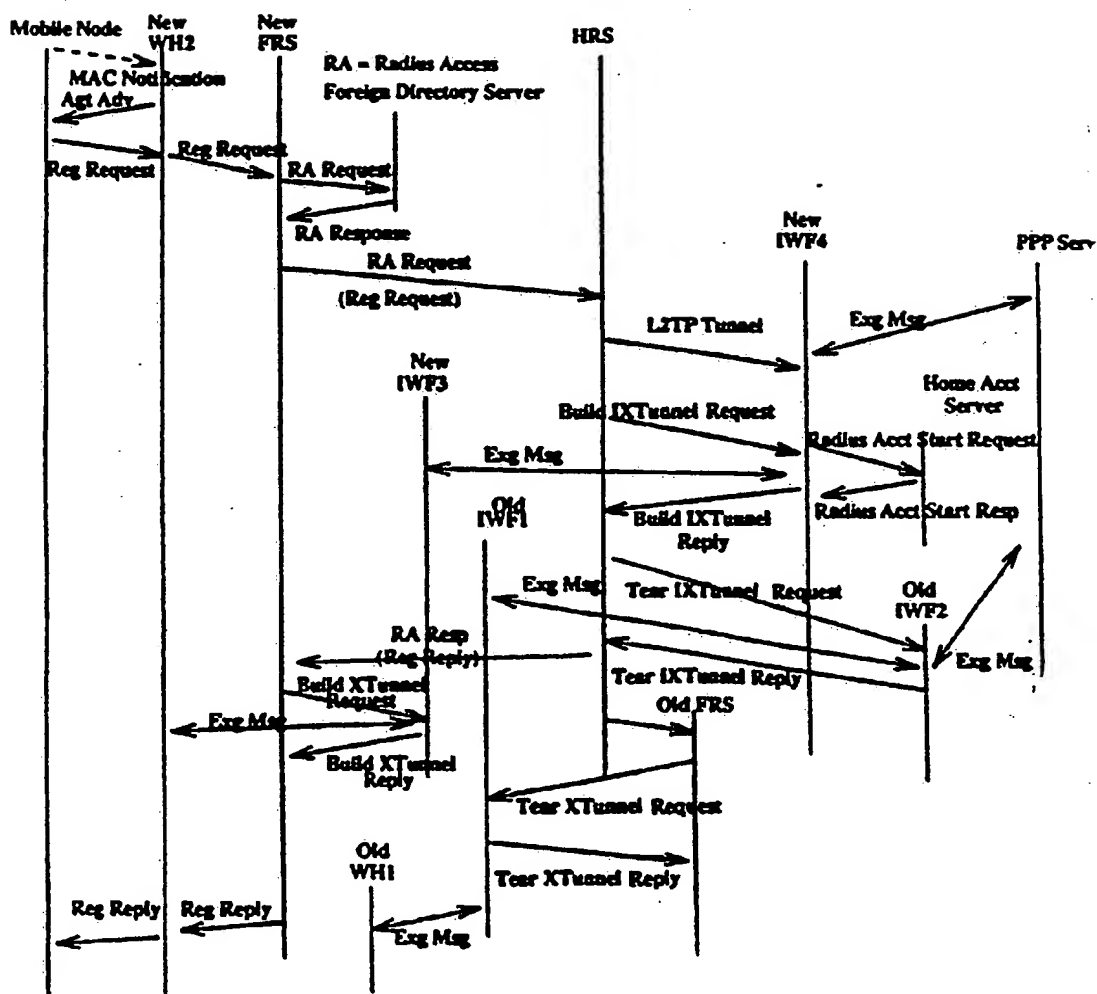 Mobile Node
New
WH2
New
FRS
HRS
RA = Radius Access
Foreign Directory Server
MAC Notification
Agt Adv
Reg Request
Reg Request
RA Request
RA Response
RA Request
(Reg Request)
New
IWF4
PPP Serv
L2TP Tunnel
Exg Msg
New
IWF3
Home Acct
Server
Build IXTunnel Request
Radius Acct Start Request
Exg Msg
Old
IWF1
Build IXTunnel
Reply
Radius Acct Start Resp
Exg Msg
Tear IXTunnel Request
Old
IWF2
RA Resp
(Reg Reply)
Exg Msg
Tear IXTunnel Reply
Build XTunnel
Request
Old FRS
Exg Msg
Build XTunnel
Reply
Tear XTunnel Request
Old
WH1
Tear XTunnel Reply
Reg Reply
Reg Reply
Exg Msg